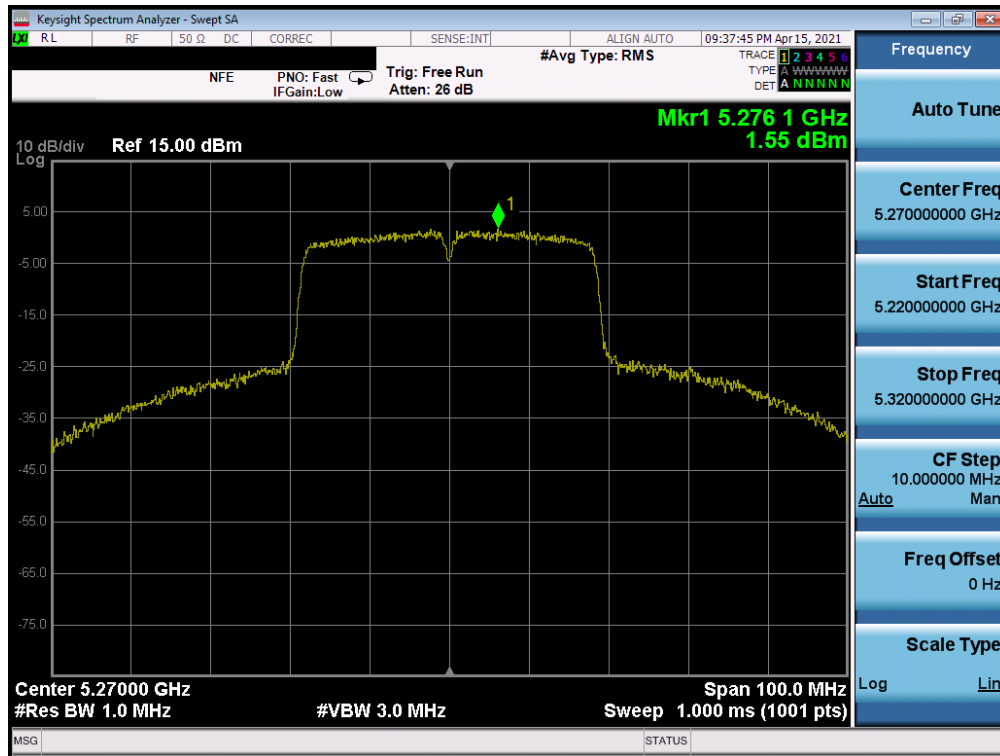 Keysight Spectrum Analyzer - Swept SA
LXI RL RF 50 Ω DC CORREC SENSE:INT ALIGN AUTO 09:37:45 PM Apr 15, 2021
NFE
PNO: Fast
IFGain:Low
Trig: Free Run
Atten: 26 dB
#Avg Type: RMS
TRACE 1 2 3 4 5 6
TYPE A WWWWW
DET A N N N N N
Mkr1 5.276 1 GHz
1.55 dBm
10 dB/div
Log
Ref 15.00 dBm
1
5.00
-5.00
-15.0
-25.0
-35.0
-45.0
-55.0
-65.0
-75.0
Center 5.27000 GHz
Span 100.0 MHz
#Res BW 1.0 MHz
#VBW 3.0 MHz
Sweep 1.000 ms (1001 pts)
MSG
STATUS
Frequency
Auto Tune
Center Freq
5.270000000 GHz
Start Freq
5.220000000 GHz
Stop Freq
5.320000000 GHz
CF Step
10.000000 MHz
Auto Man
Freq Offset
0 Hz
Scale Type
Log Lin